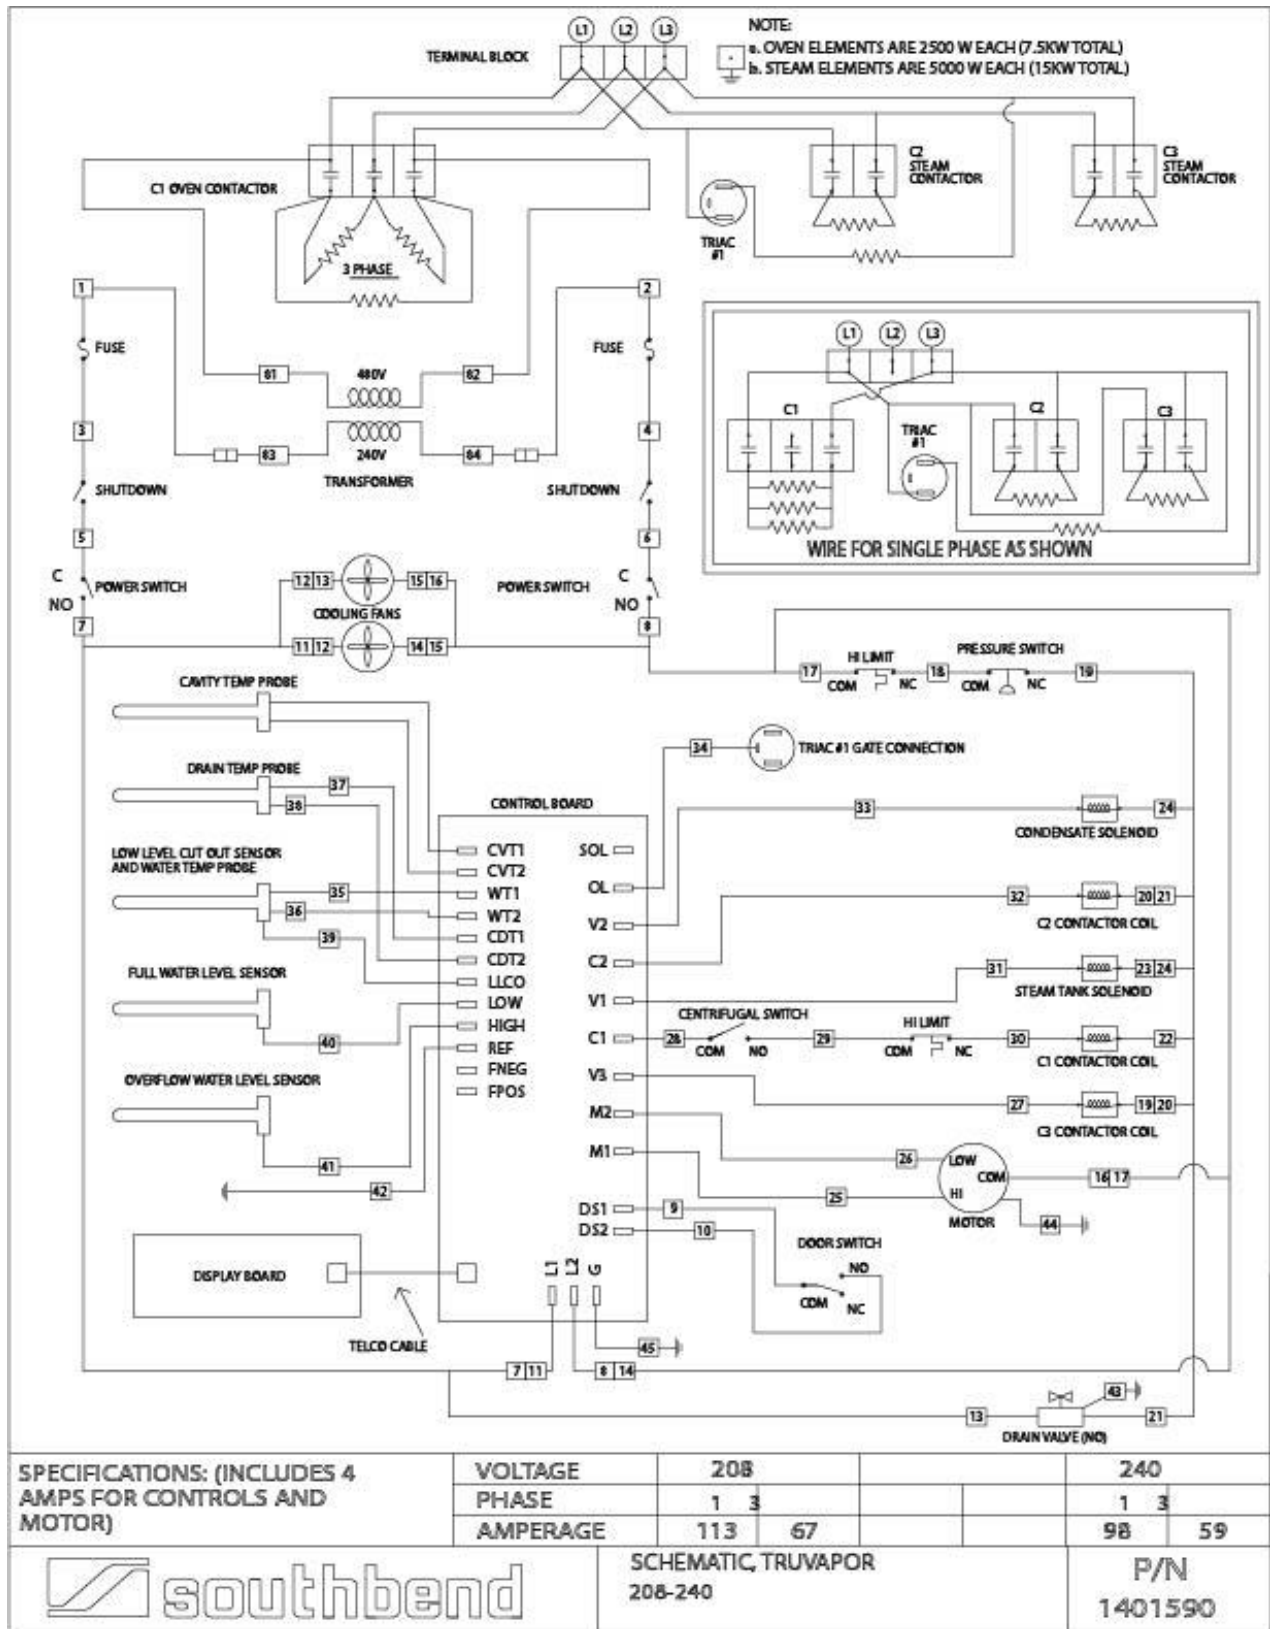 L1 L2 L3
NOTE:
TERMINAL BLOCK
a. OVEN ELEMENTS ARE 2500 W EACH (7.5KW TOTAL)
b. STEAM ELEMENTS ARE 5000 W EACH (15KW TOTAL)
C1 OVEN CONTACTOR
C2
STEAM
CONTACTOR
C3
STEAM
CONTACTOR
TRIAC
#1
3 PHASE
1
2
FUSE
FUSE
81
480V
82
3
4
83
240V
84
TRANSFORMER
SHUTDOWN
SHUTDOWN
5
6
C
POWER SWITCH
NO
7
POWER SWITCH
C
NO
8
12 13
15 16
COOLING FANS
11 12
14 15
L1 L2 L3
C1
TRIAC
#1
C2
C3
WIRE FOR SINGLE PHASE AS SHOWN
HI LIMIT
PRESSURE SWITCH
17
COM
NC
18
COM
NC
19
CAVITY TEMP PROBE
34
TRIAC #1 GATE CONNECTION
DRAIN TEMP PROBE
37
38
CONTROL BOARD
33
24
CONDENSATE SOLENOID
LOW LEVEL CUT OUT SENSOR
AND WATER TEMP PROBE
35
36
39
FULL WATER LEVEL SENSOR
40
OVERFLOW WATER LEVEL SENSOR
41
42
CVT1
CVT2
WT1
WT2
CDT1
CDT2
LLCO
LOW
HIGH
REF
FNEG
FPOS
SOL
OL
V2
C2
V1
C1
V3
M2
M1
DS1
DS2
L1
L2
G
32
20 21
C2 CONTACTOR COIL
31
23 24
STEAM TANK SOLENOID
CENTRIFUGAL SWITCH
HI LIMIT
28
COM
NO
29
COM
NC
30
22
C1 CONTACTOR COIL
27
19 20
C3 CONTACTOR COIL
26
LOW
COM
HI
16 17
25
MOTOR
44
9
10
DOOR SWITCH
NO
COM
NC
DISPLAY BOARD
TELCO CABLE
45
7 11
8 14
43
13
21
DRAIN VALVE (NO)
SPECIFICATIONS: (INCLUDES 4
AMPS FOR CONTROLS AND
MOTOR)
VOLTAGE 208 240
PHASE 1 3 1 3
AMPERAGE 113 67 98 59
southbend
SCHEMATIC, TRUVAPOR
208-240
P/N
1401590